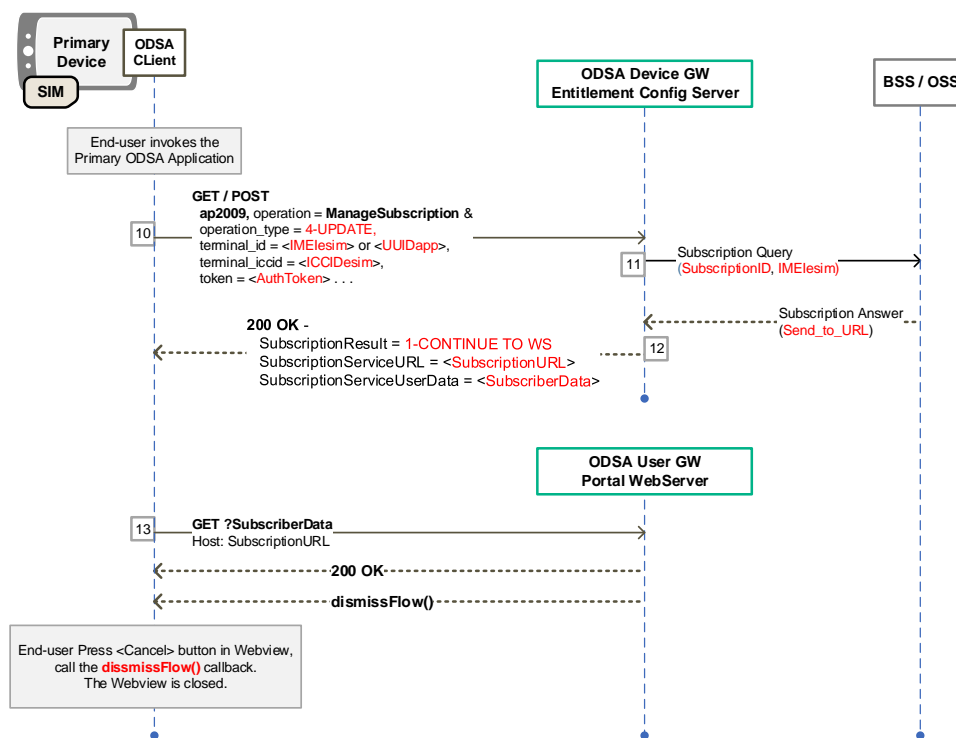 Primary
Device
SIM
ODSA
CLient
ODSA Device GW
Entitlement Config Server
BSS / OSS
End-user invokes the
Primary ODSA Application
10
GET / POST
ap2009, operation = ManageSubscription &
operation_type = 4-UPDATE,
terminal_id = <IMEIesim> or <UUIDapp>,
terminal_iccid = <ICCIDesim>,
token = <AuthToken> . . .
11
Subscription Query
(SubscriptionID, IMEIesim)
Subscription Answer
(Send_to_URL)
12
200 OK -
SubscriptionResult = 1-CONTINUE TO WS
SubscriptionServiceURL = <SubscriptionURL>
SubscriptionServiceUserData = <SubscriberData>
ODSA User GW
Portal WebServer
13
GET ?SubscriberData
Host: SubscriptionURL
200 OK
dismissFlow()
End-user Press <Cancel> button in Webview,
call the dissmissFlow() callback.
The Webview is closed.